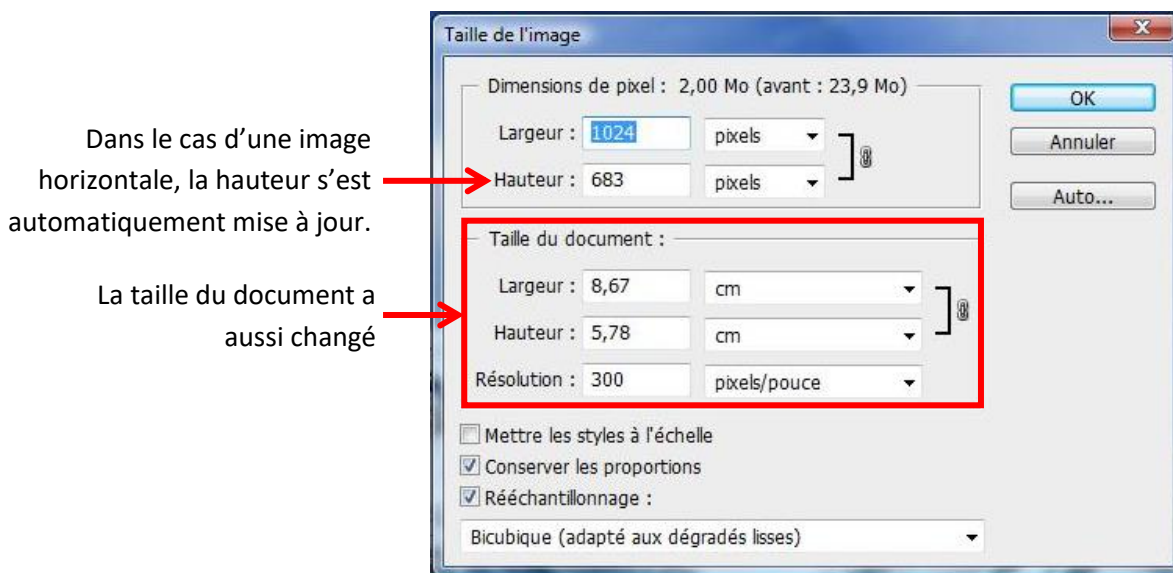 Taille de l'image
Dimensions de pixel : 2,00 Mo (avant : 23,9 Mo)
Largeur : 1024 pixels
Hauteur : 683 pixels
OK
Annuler
Auto...
Dans le cas d’une image
horizontale, la hauteur s’est
automatiquement mise à jour.
Taille du document :
Largeur : 8,67 cm
Hauteur : 5,78 cm
Résolution : 300 pixels/pouce
La taille du document a
aussi changé
Mettre les styles à l'échelle
Conserver les proportions
Rééchantillonnage :
Bicubique (adapté aux dégradés lisses)